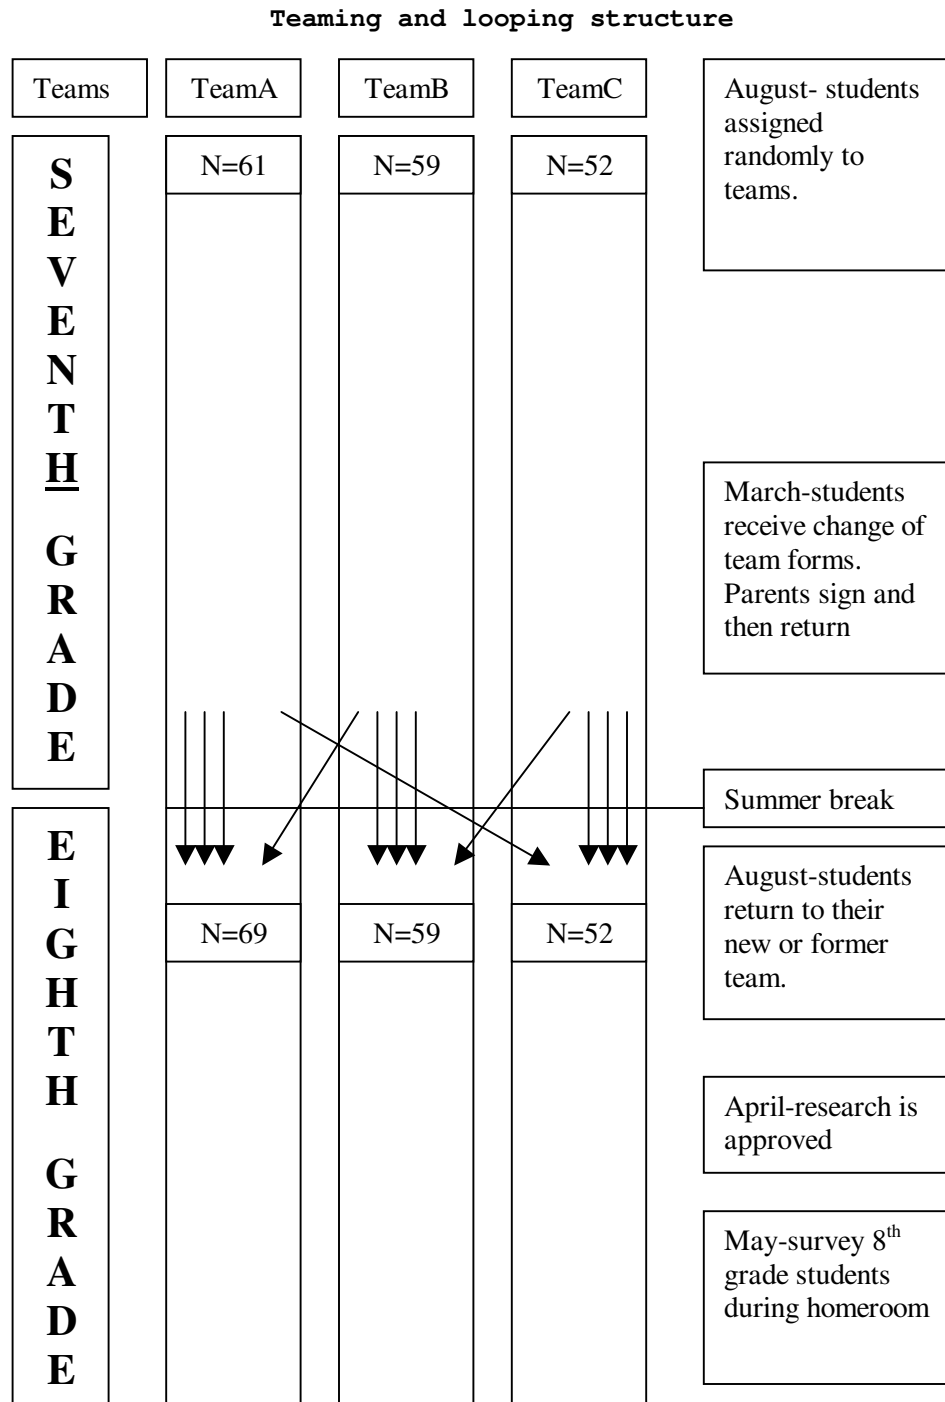 Teaming and looping structure
Teams
TeamA
TeamB
TeamC
August- students
assigned
randomly to
teams.
S
E
V
E
N
T
H
G
R
A
D
E
N=61
N=59
N=52
March-students
receive change of
team forms.
Parents sign and
then return
Summer break
E
I
G
H
T
H
G
R
A
D
E
N=69
N=59
N=52
August-students
return to their
new or former
team.
April-research is
approved
May-survey 8th
grade students
during homeroom